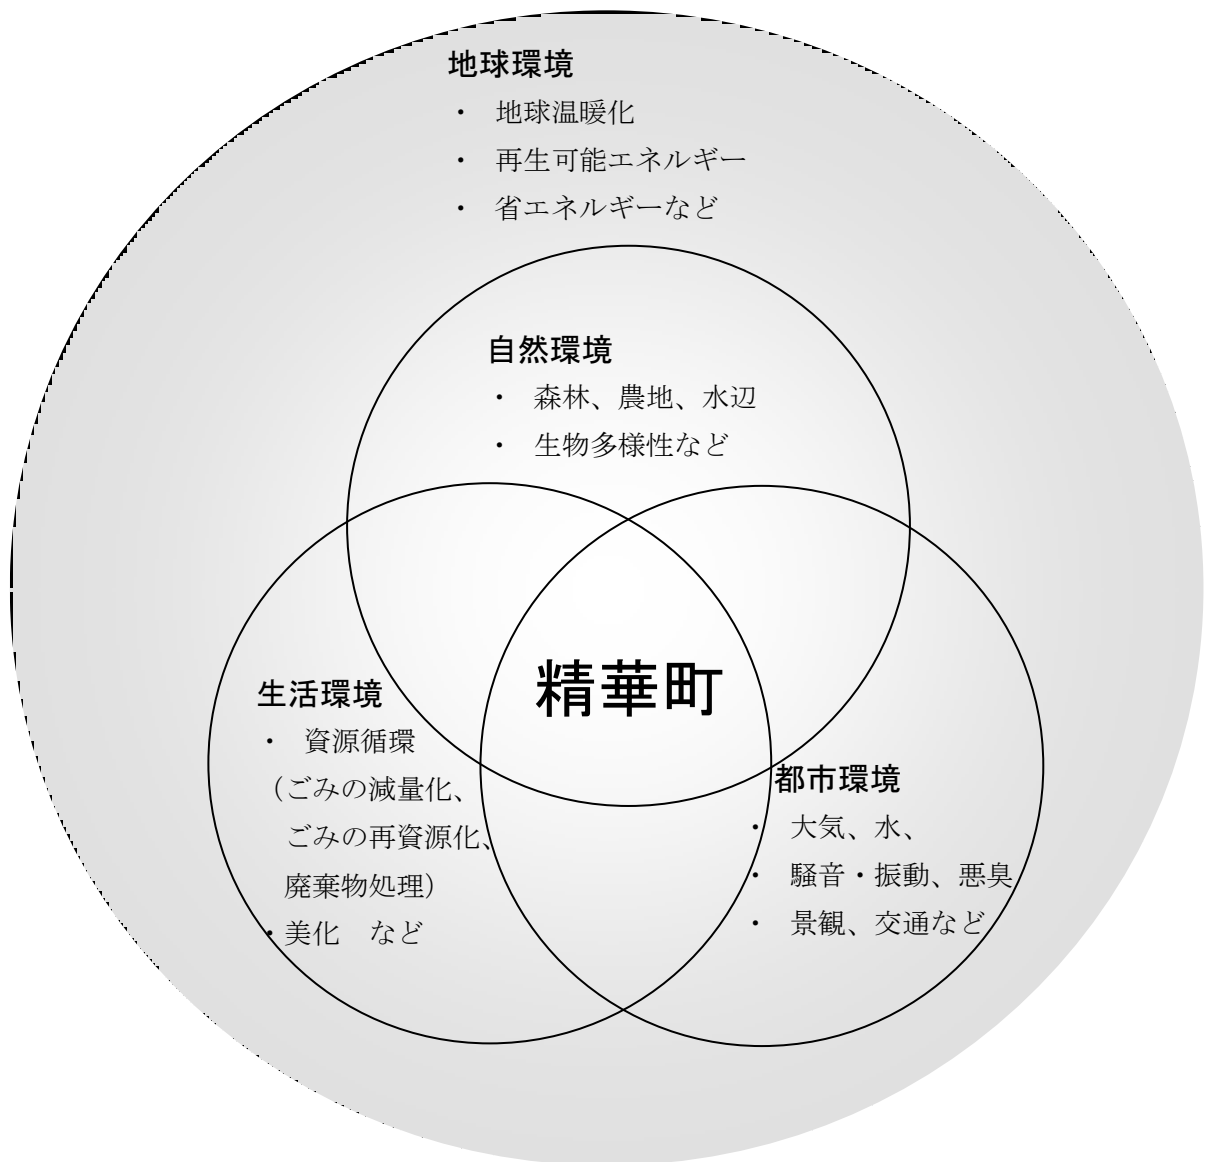 地球環境
・ 地球温暖化
・ 再生可能エネルギー
・ 省エネルギーなど
自然環境
・ 森林、農地、水辺
・ 生物多様性など
精華町
生活環境
・ 資源循環
（ごみの減量化、
ごみの再資源化、
廃棄物処理）
・美化　など
都市環境
・ 大気、水、
・ 騒音・振動、悪臭
・ 景観、交通など